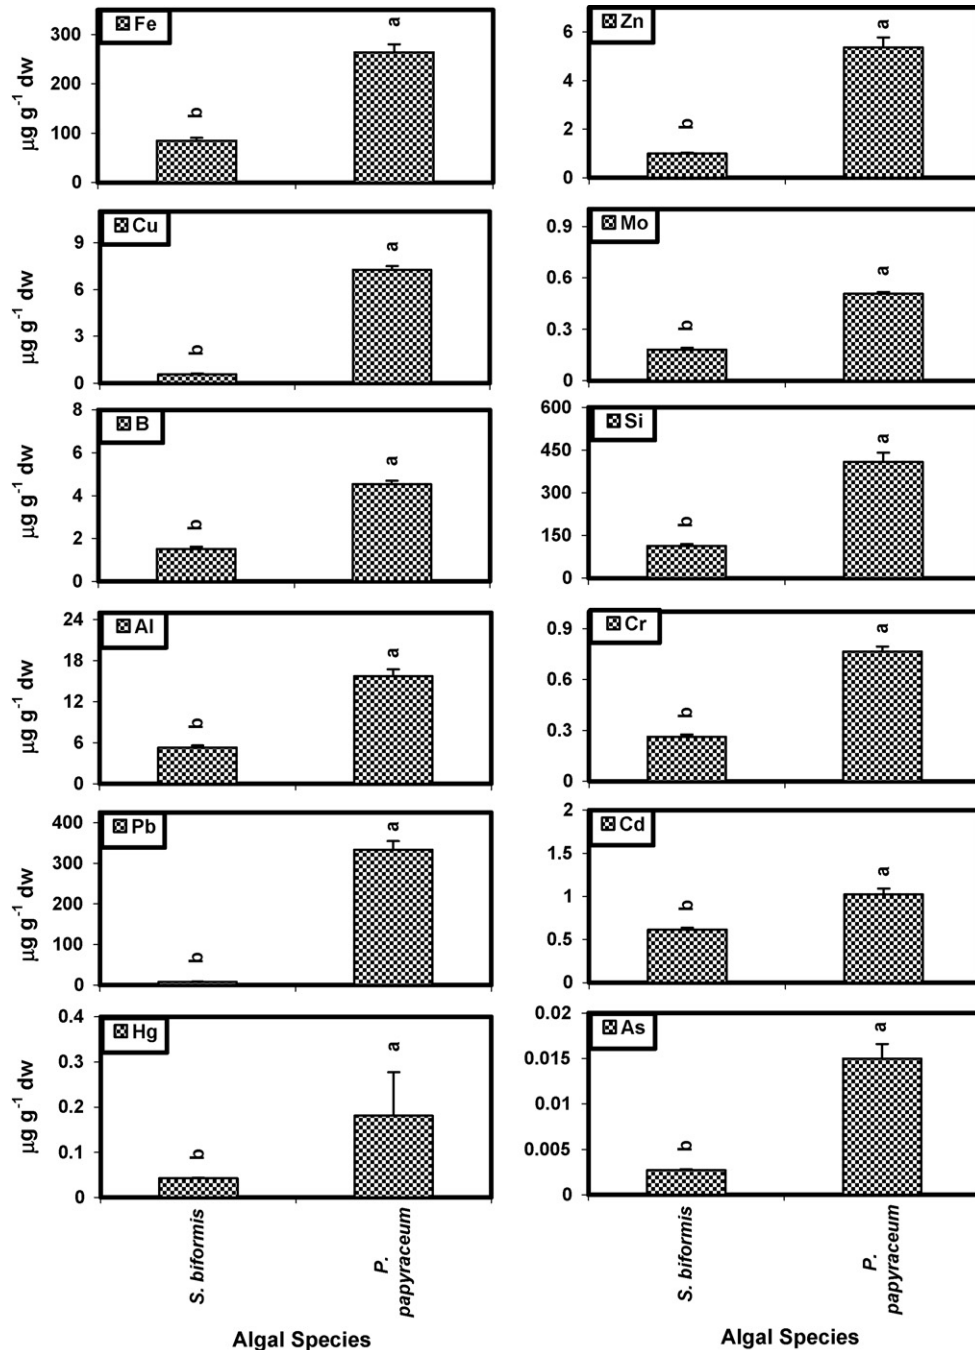 Fe
µg g-1 dw
300
200
100
0
b
a
Zn
6
4
2
0
b
a
Cu
µg g-1 dw
9
6
3
0
b
a
Mo
0.9
0.6
0.3
0
b
a
B
µg g-1 dw
8
6
4
2
0
b
a
Si
600
450
300
150
0
b
a
Al
µg g-1 dw
24
18
12
6
0
b
a
Cr
0.9
0.6
0.3
0
b
a
Pb
µg g-1 dw
400
300
200
100
0
b
a
Cd
2
1.5
1
0.5
0
b
a
Hg
µg g-1 dw
0.4
0.3
0.2
0.1
0
b
a
S. biformis
P.
papyraceum
Algal Species
As
0.02
0.015
0.01
0.005
0
b
a
S. biformis
P.
papyraceum
Algal Species